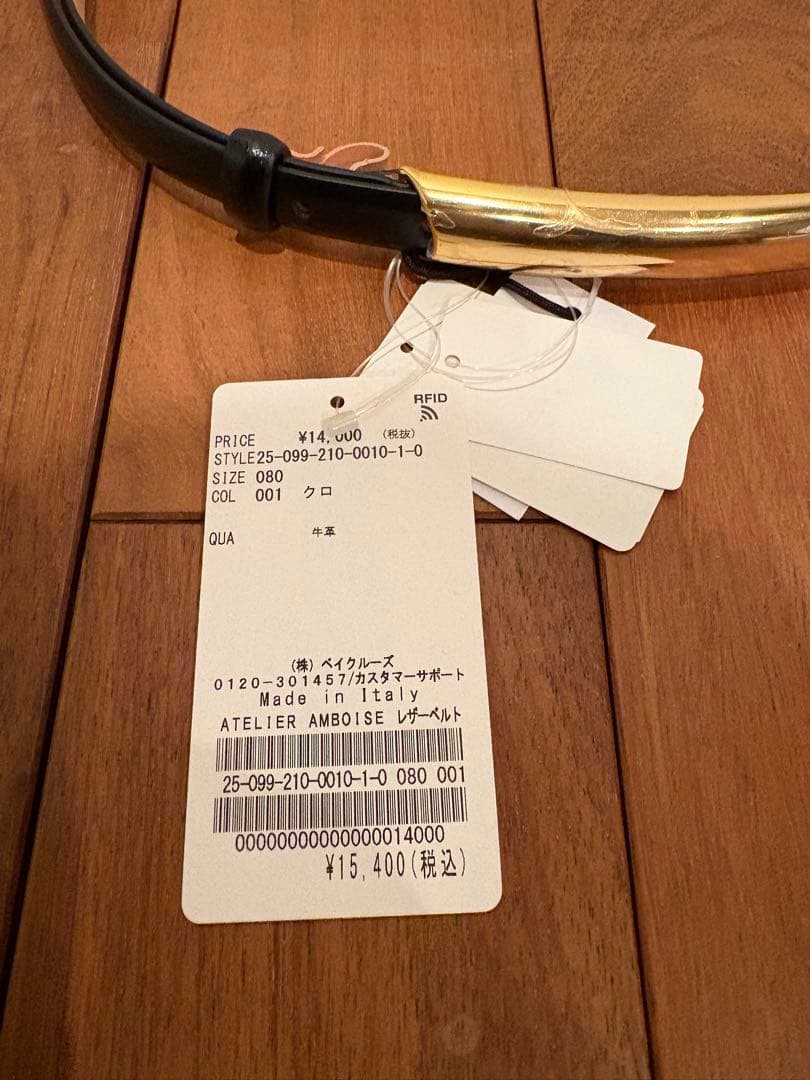 RFID
PRICE ¥14,000 (税抜)
STYLE25-099-210-0010-1-0
SIZE 080
COL 001 クロ
QUA 牛革
(株) ベイクルーズ
0120-301457/カスタマーサポート
Made in Italy
ATELIER AMBOISE レザーベルト
25-099-210-0010-1-0 080 001
00000000000000014000
¥15,400(税込)